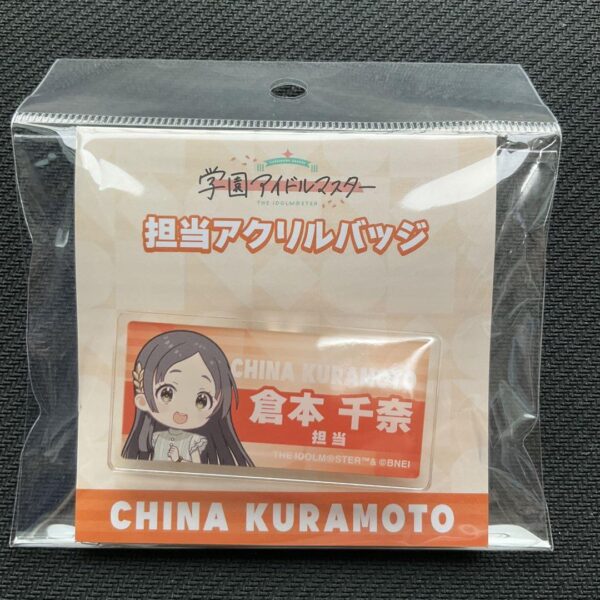 学園アイドルマスター
THE IDOLM@STER
担当アクリルバッジ
CHINA KURAMOTO
倉本 千奈
担当
THE IDOLM@STER™& ©BNEI
CHINA KURAMOTO